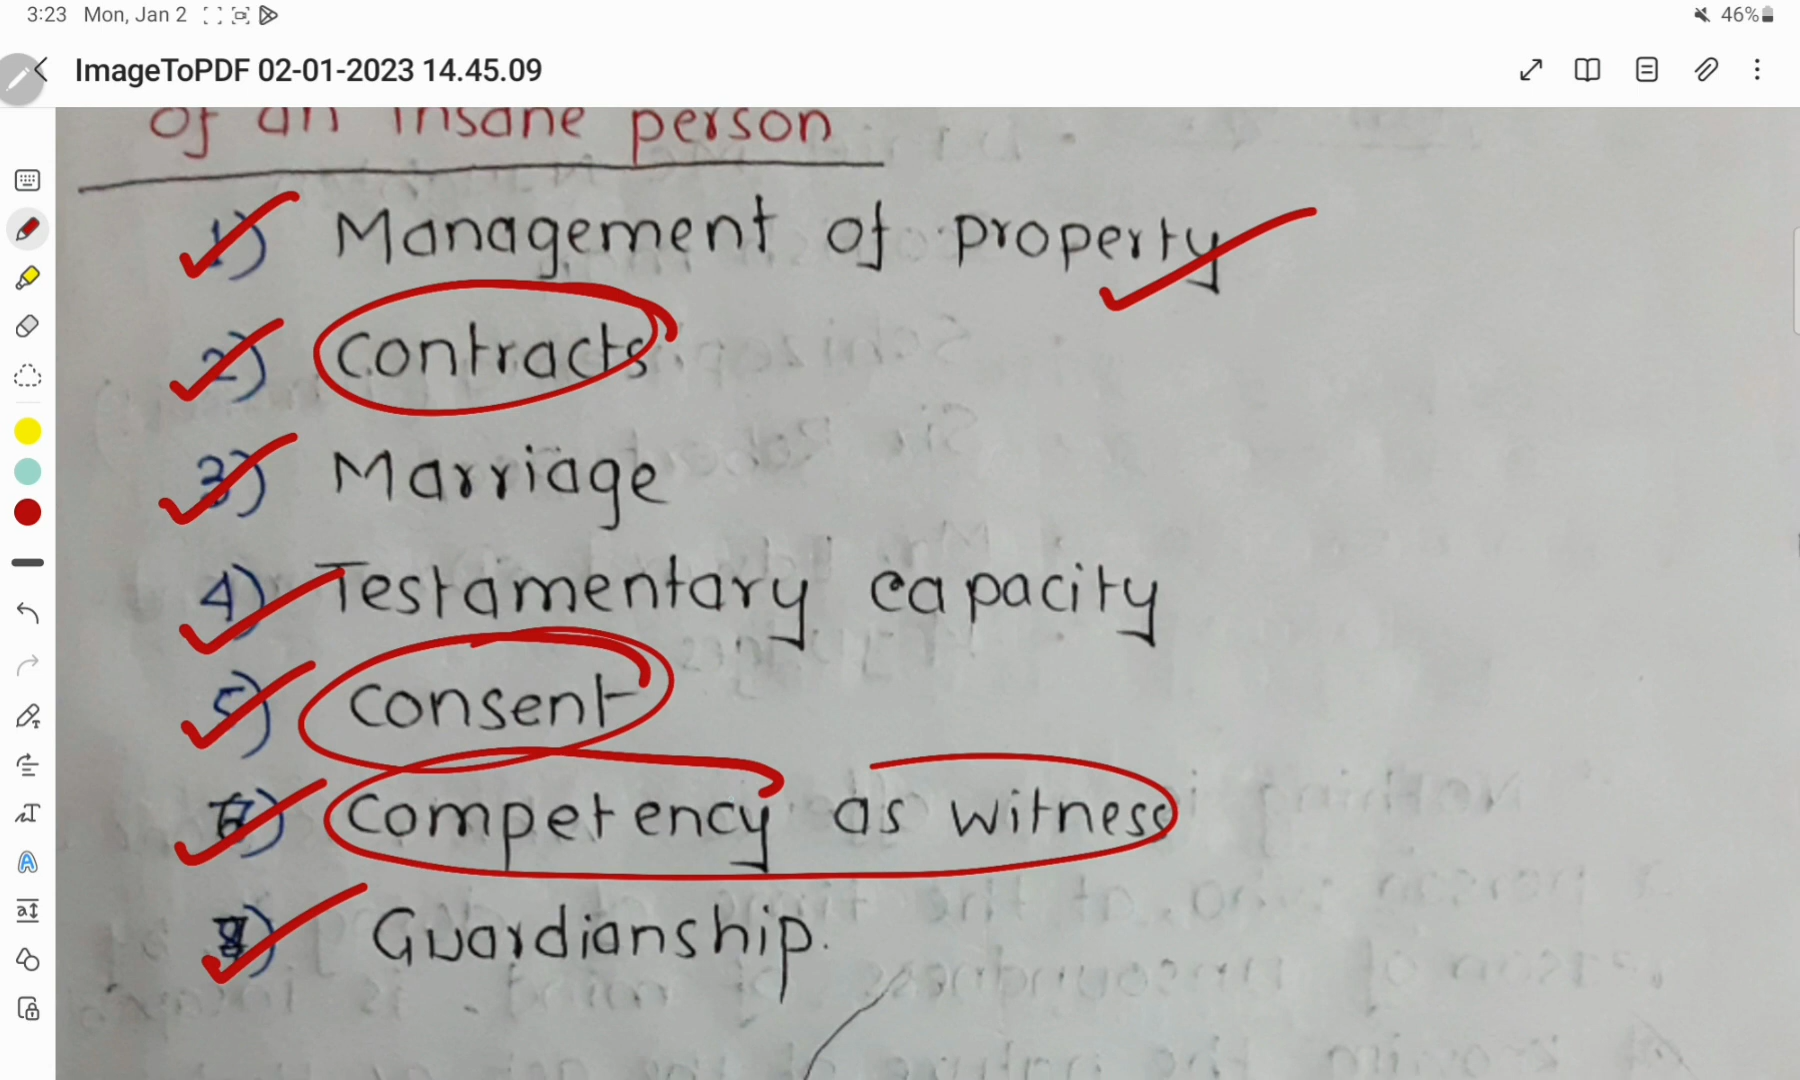 3:23 Mon, Jan 2
46%
ImageToPDF 02-01-2023 14.45.09
of an insane person
1) Management of property
2) Contracts
3) Marriage
4) Testamentary capacity
5) consent
6) Competency as witness
7) Guardianship.